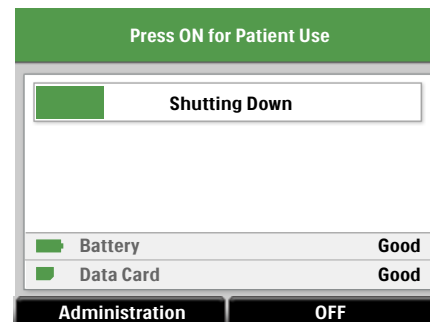 Press ON for Patient Use
Shutting Down
Battery Good
Data Card Good
Administration OFF